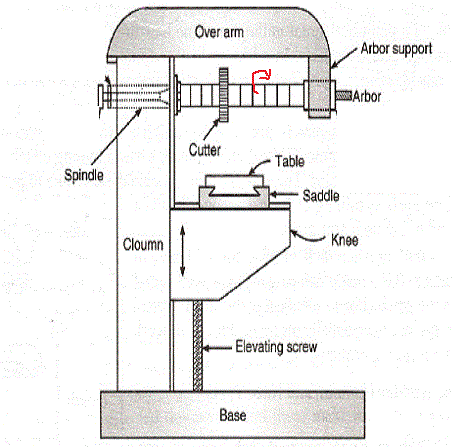 Over arm
Arbor support
Arbor
Cutter
Spindle
Table
Saddle
Cloumn
Knee
Elevating screw
Base